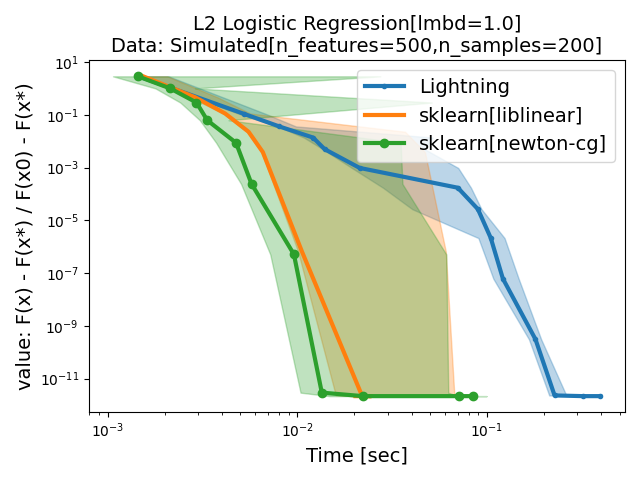 L2 Logistic Regression[lmbd=1.0]
Data: Simulated[n_features=500,n_samples=200]
value: F(x) - F(x*) / F(x0) - F(x*)
10¹
10⁻¹
10⁻³
10⁻⁵
10⁻⁷
10⁻⁹
10⁻¹¹
Lightning
sklearn[liblinear]
sklearn[newton-cg]
10⁻³ 10⁻² 10⁻¹
Time [sec]